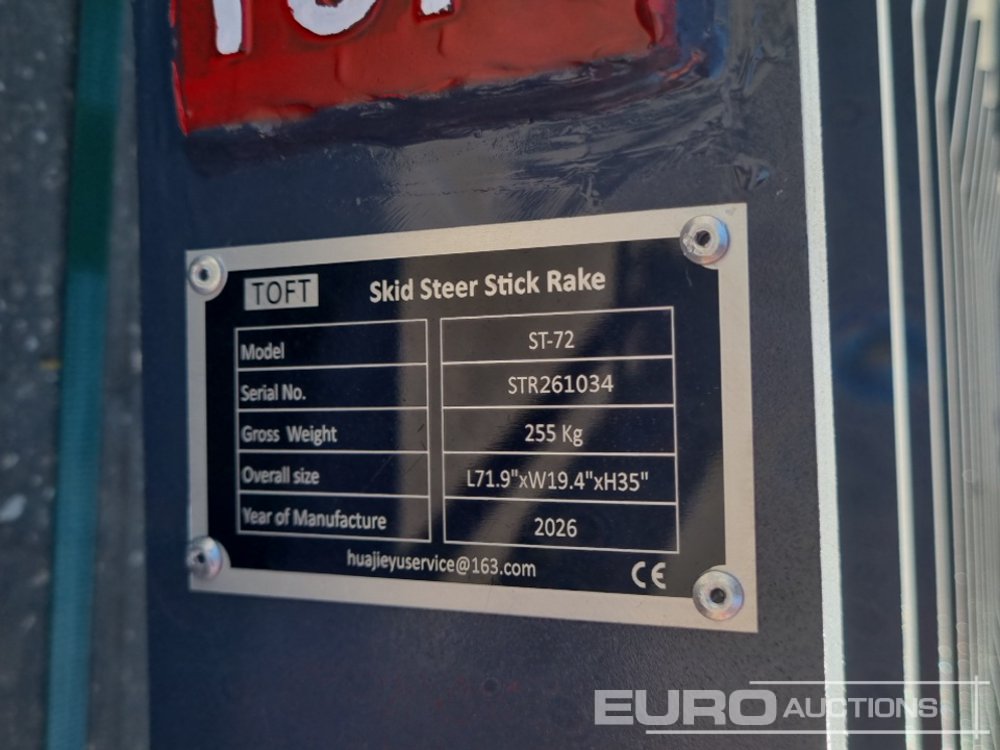 TOFT Skid Steer Stick Rake
Model ST-72
Serial No. STR261034
Gross Weight 255 Kg
Overall size L71.9"xW19.4"xH35"
Year of Manufacture 2026
huajieyuservice@163.com CE
EURO AUCTIONS